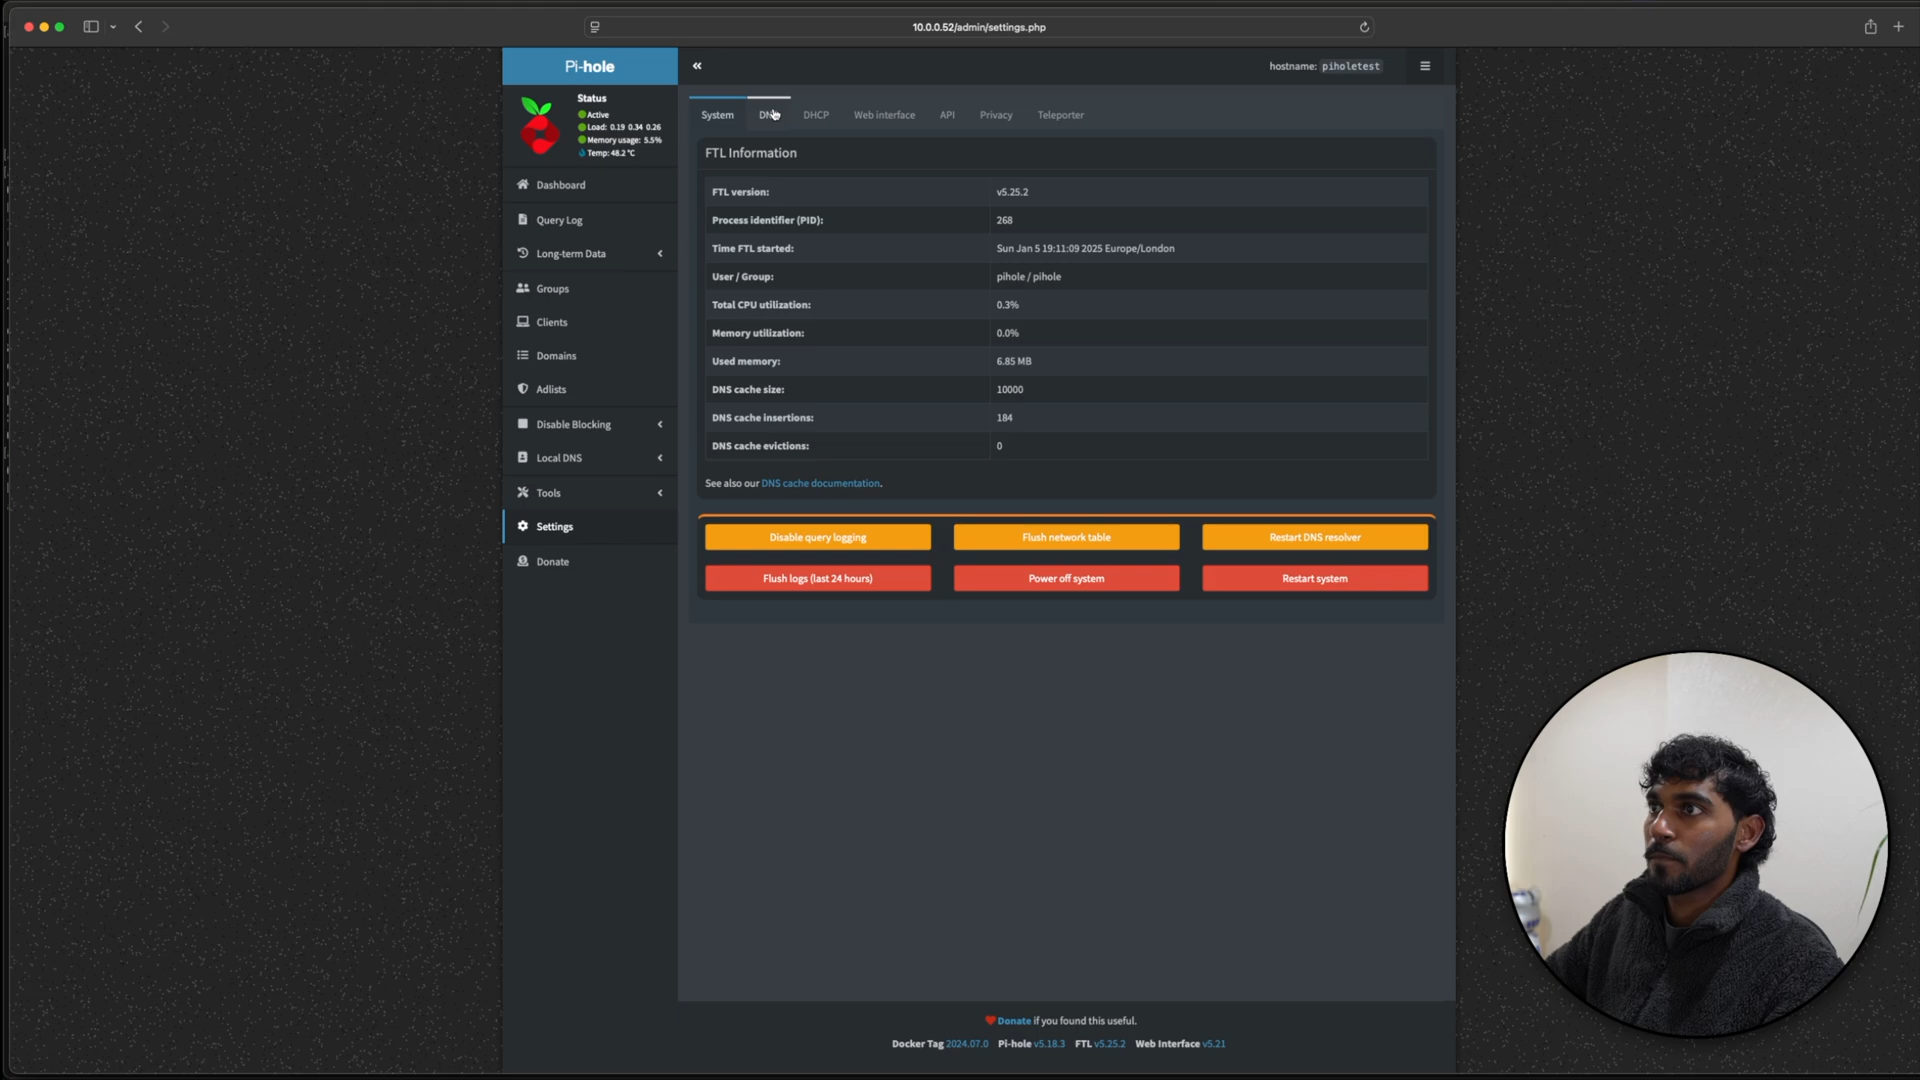 10.0.0.52/admin/settings.php
Pi-hole
hostname: piholetest
Status
Active
Load: 0.19 0.34 0.26
Memory usage: 5.5%
Temp: 48.2 °C
Dashboard
Query Log
Long-term Data
Groups
Clients
Domains
Adlists
Disable Blocking
Local DNS
Tools
Settings
Donate
System
DHCP
Web interface
API
Privacy
Teleporter
FTL Information
FTL version: v5.25.2
Process identifier (PID): 268
Time FTL started: Sun Jan 5 19:11:09 2025 Europe/London
User / Group: pihole / pihole
Total CPU utilization: 0.3%
Memory utilization: 0.0%
Used memory: 6.85 MB
DNS cache size: 10000
DNS cache insertions: 184
DNS cache evictions: 0
See also our DNS cache documentation.
Disable query logging
Flush network table
Restart DNS resolver
Flush logs (last 24 hours)
Power off system
Restart system
Donate if you found this useful.
Docker Tag 2024.07.0 Pi-hole v5.18.3 FTL v5.25.2 Web Interface v5.21